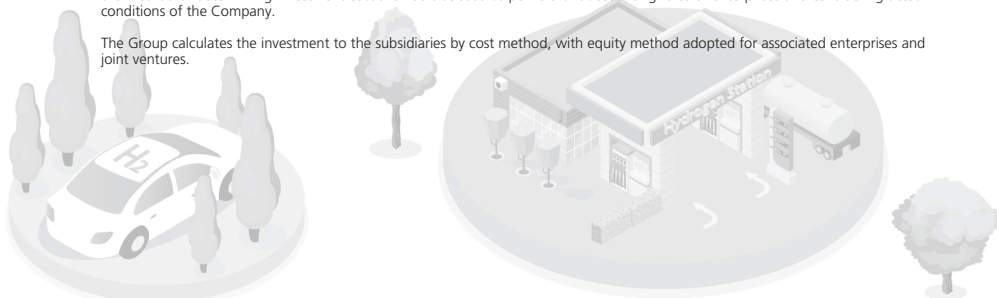 conditions of the Company.
The Group calculates the investment to the subsidiaries by cost method, with equity method adopted for associated enterprises and
joint ventures.
Hydrogen Station
H2